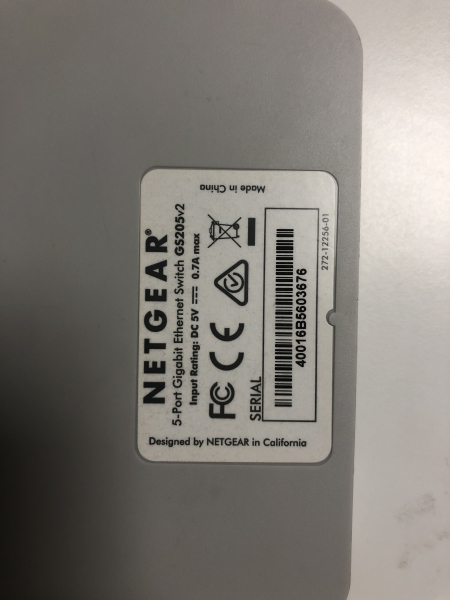 NETGEAR®
5-Port Gigabit Ethernet Switch GS205v2
Input Rating: DC 5V ⎓ 0.7A max
FC CE
SERIAL
40016B5603676
272-12256-01
Designed by NETGEAR in California
Made in China